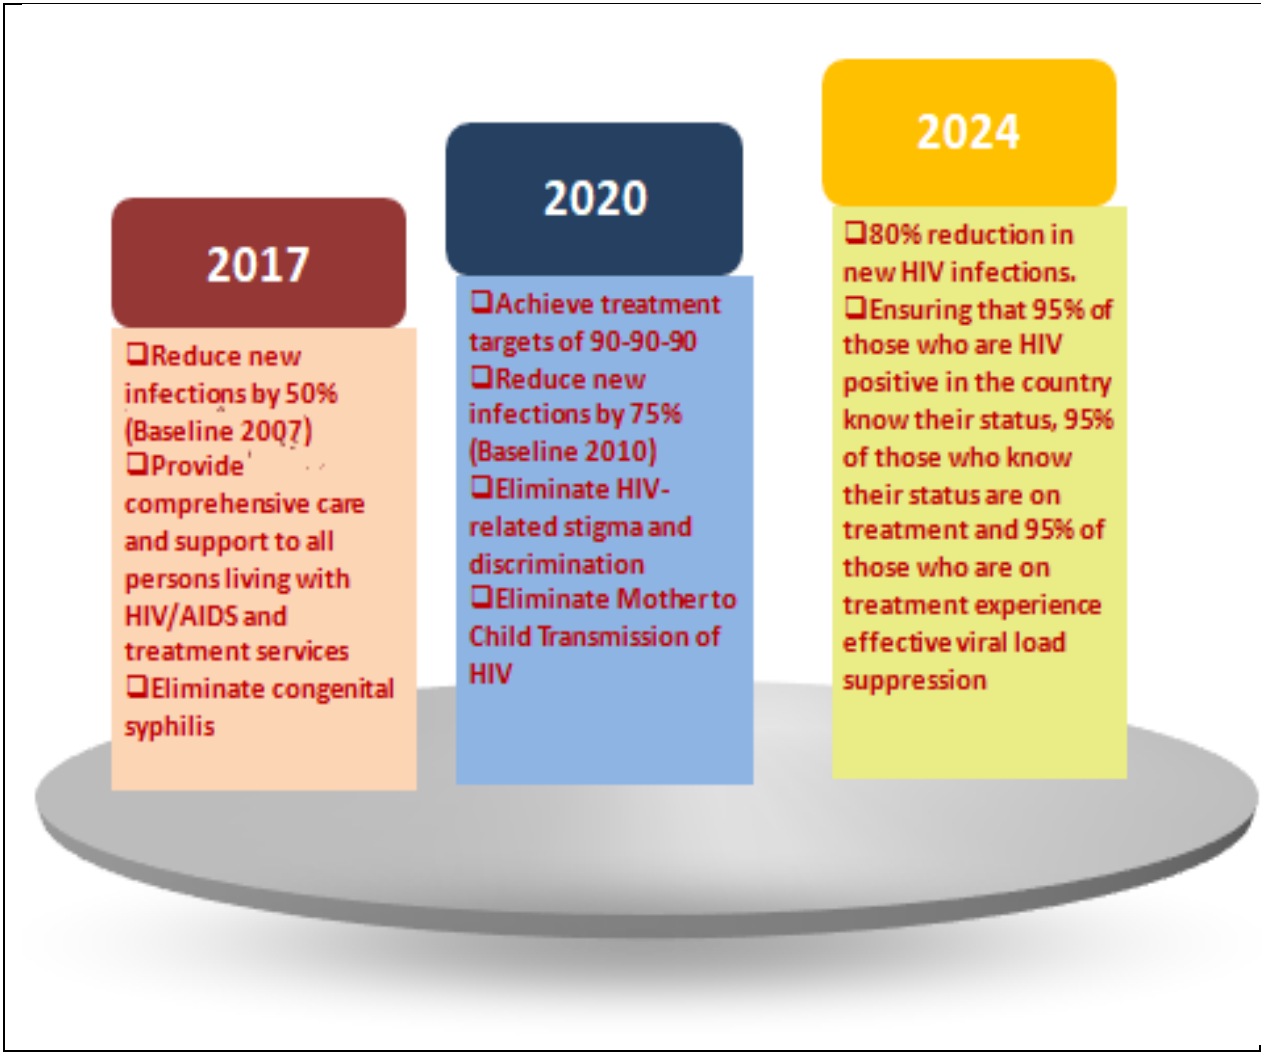 2017
❑Reduce new
infections by 50%
(Baseline 2007)
❑Provide
comprehensive care
and support to all
persons living with
HIV/AIDS and
treatment services
❑Eliminate congenital
syphilis
2020
❑Achieve treatment
targets of 90-90-90
❑Reduce new
infections by 75%
(Baseline 2010)
❑Eliminate HIV-
related stigma and
discrimination
❑Eliminate Mother to
Child Transmission of
HIV
2024
❑80% reduction in
new HIV infections.
❑Ensuring that 95% of
those who are HIV
positive in the country
know their status, 95%
of those who know
their status are on
treatment and 95% of
those who are on
treatment experience
effective viral load
suppression